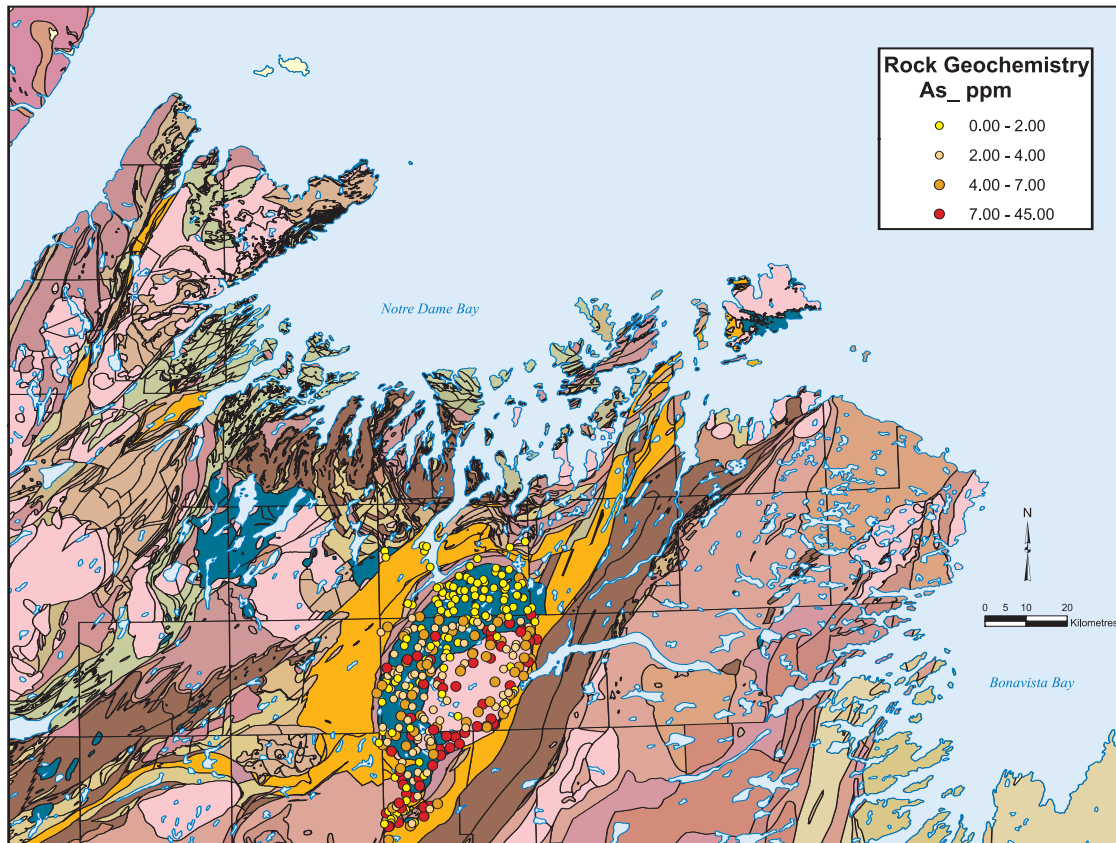 Rock Geochemistry
As_ ppm
0.00 - 2.00
2.00 - 4.00
4.00 - 7.00
7.00 - 45.00
Notre Dame Bay
N
0 5 10 20
Kilometres
Bonavista Bay